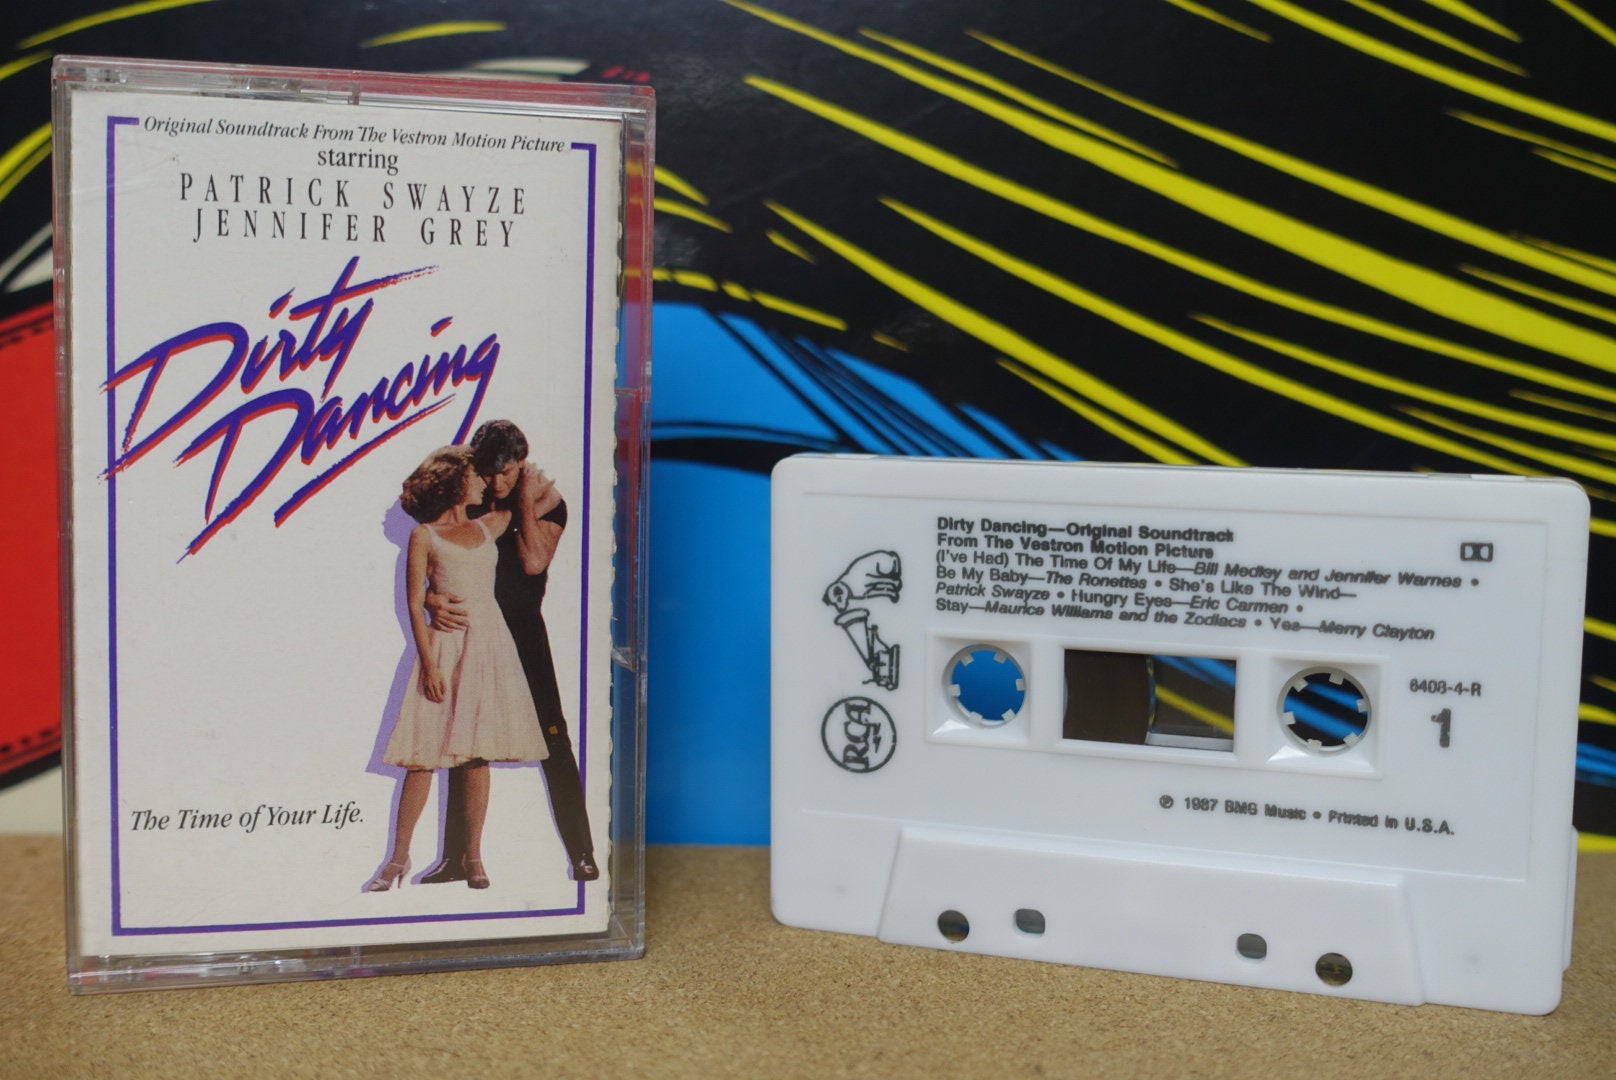 Original Soundtrack From The Vestron Motion Picture
starring
PATRICK SWAYZE
JENNIFER GREY
Dirty
Dancing
The Time of Your Life.
Dirty Dancing—Original Soundtrack
From The Vestron Motion Picture
(I've Had) The Time Of My Life—Bill Medley and Jennifer Warnes •
Be My Baby—The Ronettes • She's Like The Wind—
Patrick Swayze • Hungry Eyes—Eric Carmen •
Stay—Maurice Williams and the Zodiacs • Yes—Merry Clayton
RCA
6408-4-R
1
℗ 1987 BMG Music • Printed in U.S.A.